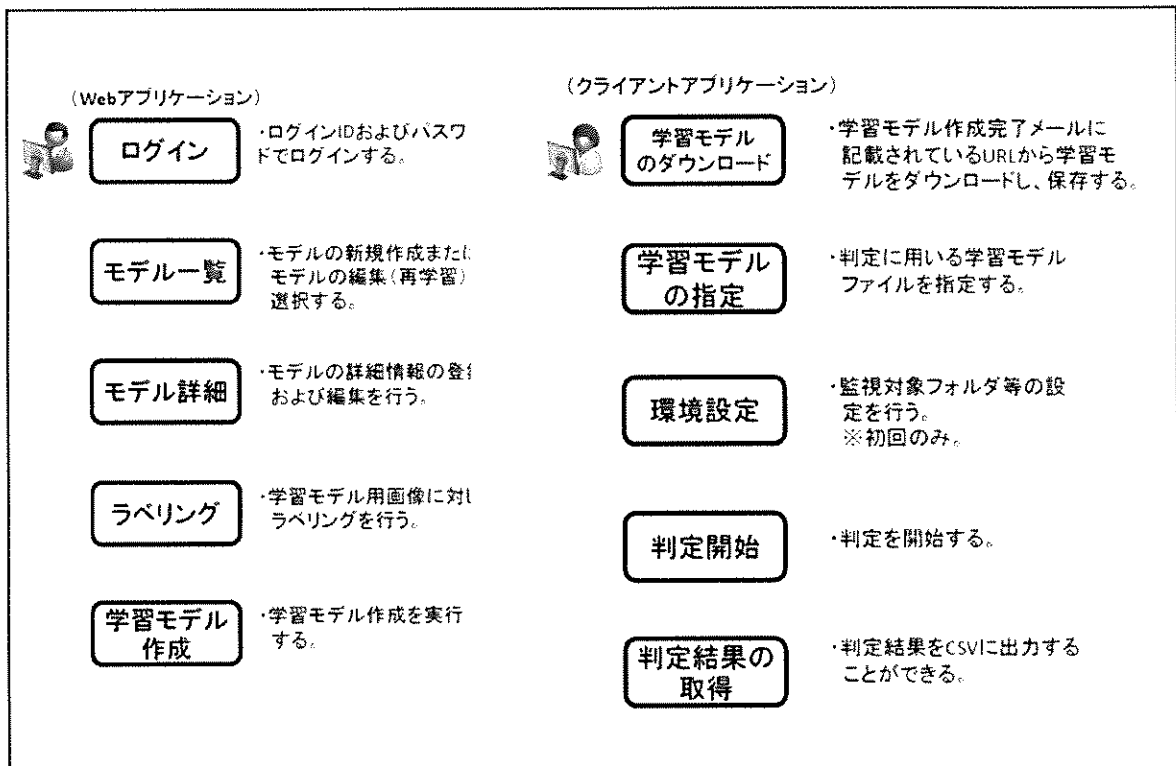 （Webアプリケーション）
ログイン
・ログインIDおよびパスワ
ドでログインする。
モデル一覧
・モデルの新規作成または
モデルの編集（再学習）
選択する。
モデル詳細
・モデルの詳細情報の登
および編集を行う。
ラベリング
・学習モデル用画像に対し
ラベリングを行う。
学習モデル
作成
・学習モデル作成を実行
する。
（クライアントアプリケーション）
学習モデル
のダウンロード
・学習モデル作成完了メールに
記載されているURLから学習モ
デルをダウンロードし、保存する。
学習モデル
の指定
・判定に用いる学習モデル
ファイルを指定する。
環境設定
・監視対象フォルダ等の設
定を行う。
※初回のみ。
判定開始
・判定を開始する。
判定結果の
取得
・判定結果をCSVに出力する
ことができる。